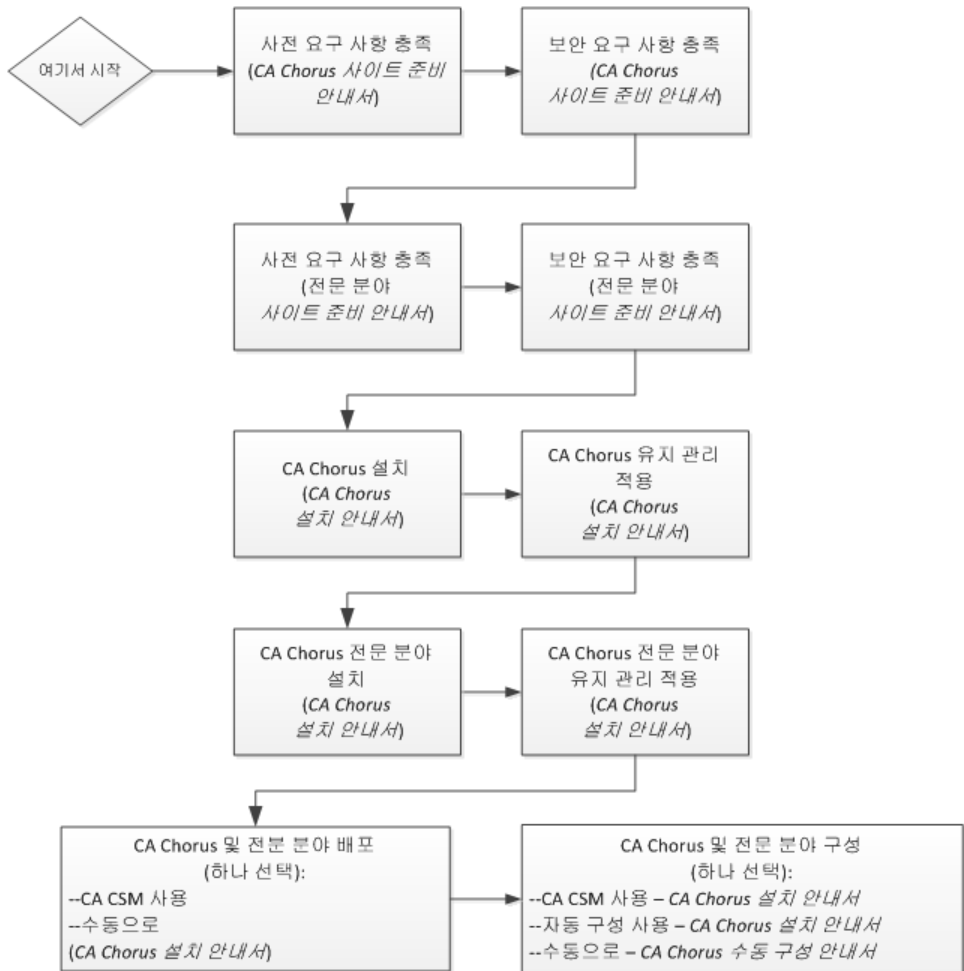 여기서 시작
사전 요구 사항 충족
(CA Chorus 사이트 준비
안내서)
보안 요구 사항 충족
(CA Chorus
사이트 준비 안내서)
사전 요구 사항 충족
(전문 분야
사이트 준비 안내서)
보안 요구 사항 충족
(전문 분야
사이트 준비 안내서)
CA Chorus 설치
(CA Chorus
설치 안내서)
CA Chorus 유지 관리
적용
(CA Chorus
설치 안내서)
CA Chorus 전문 분야
설치
(CA Chorus
설치 안내서)
CA Chorus 전문 분야
유지 관리 적용
(CA Chorus
설치 안내서)
CA Chorus 및 전분 분야 배포
(하나 선택):
--CA CSM 사용
--수동으로
(CA Chorus 설치 안내서)
CA Chorus 및 전문 분야 구성
(하나 선택):
--CA CSM 사용 – CA Chorus 설치 안내서
--자동 구성 사용 – CA Chorus 설치 안내서
--수동으로 – CA Chorus 수동 구성 안내서